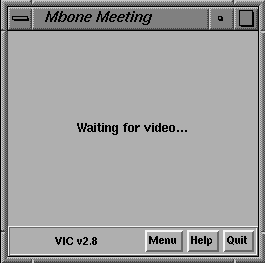 Mbone Meeting
Waiting for video...
VIC v2.8 Menu Help Quit